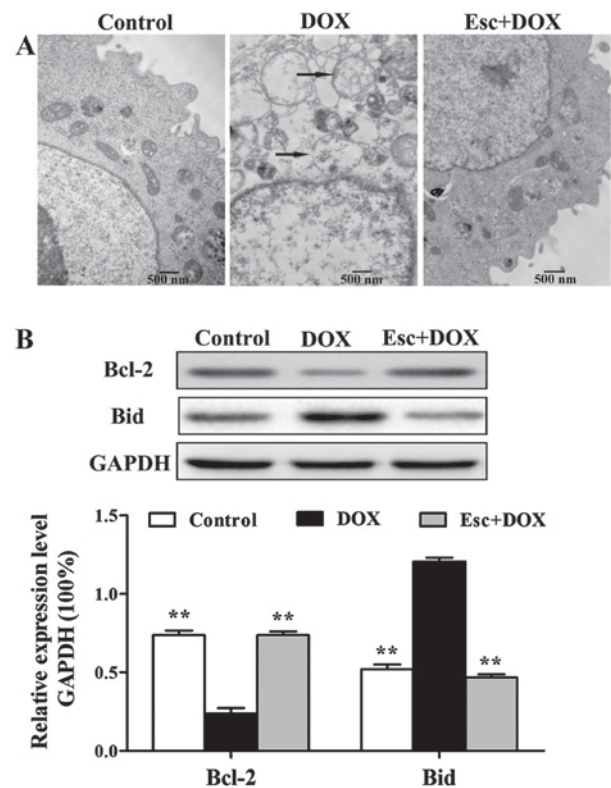 Control DOX Esc+DOX
A
500 nm 500 nm 500 nm
B
Control DOX Esc+DOX
Bcl-2
Bid
GAPDH
Relative expression level
GAPDH (100%)
1.5
1.0
0.5
0.0
Control DOX Esc+DOX
** ** ** **
Bcl-2 Bid